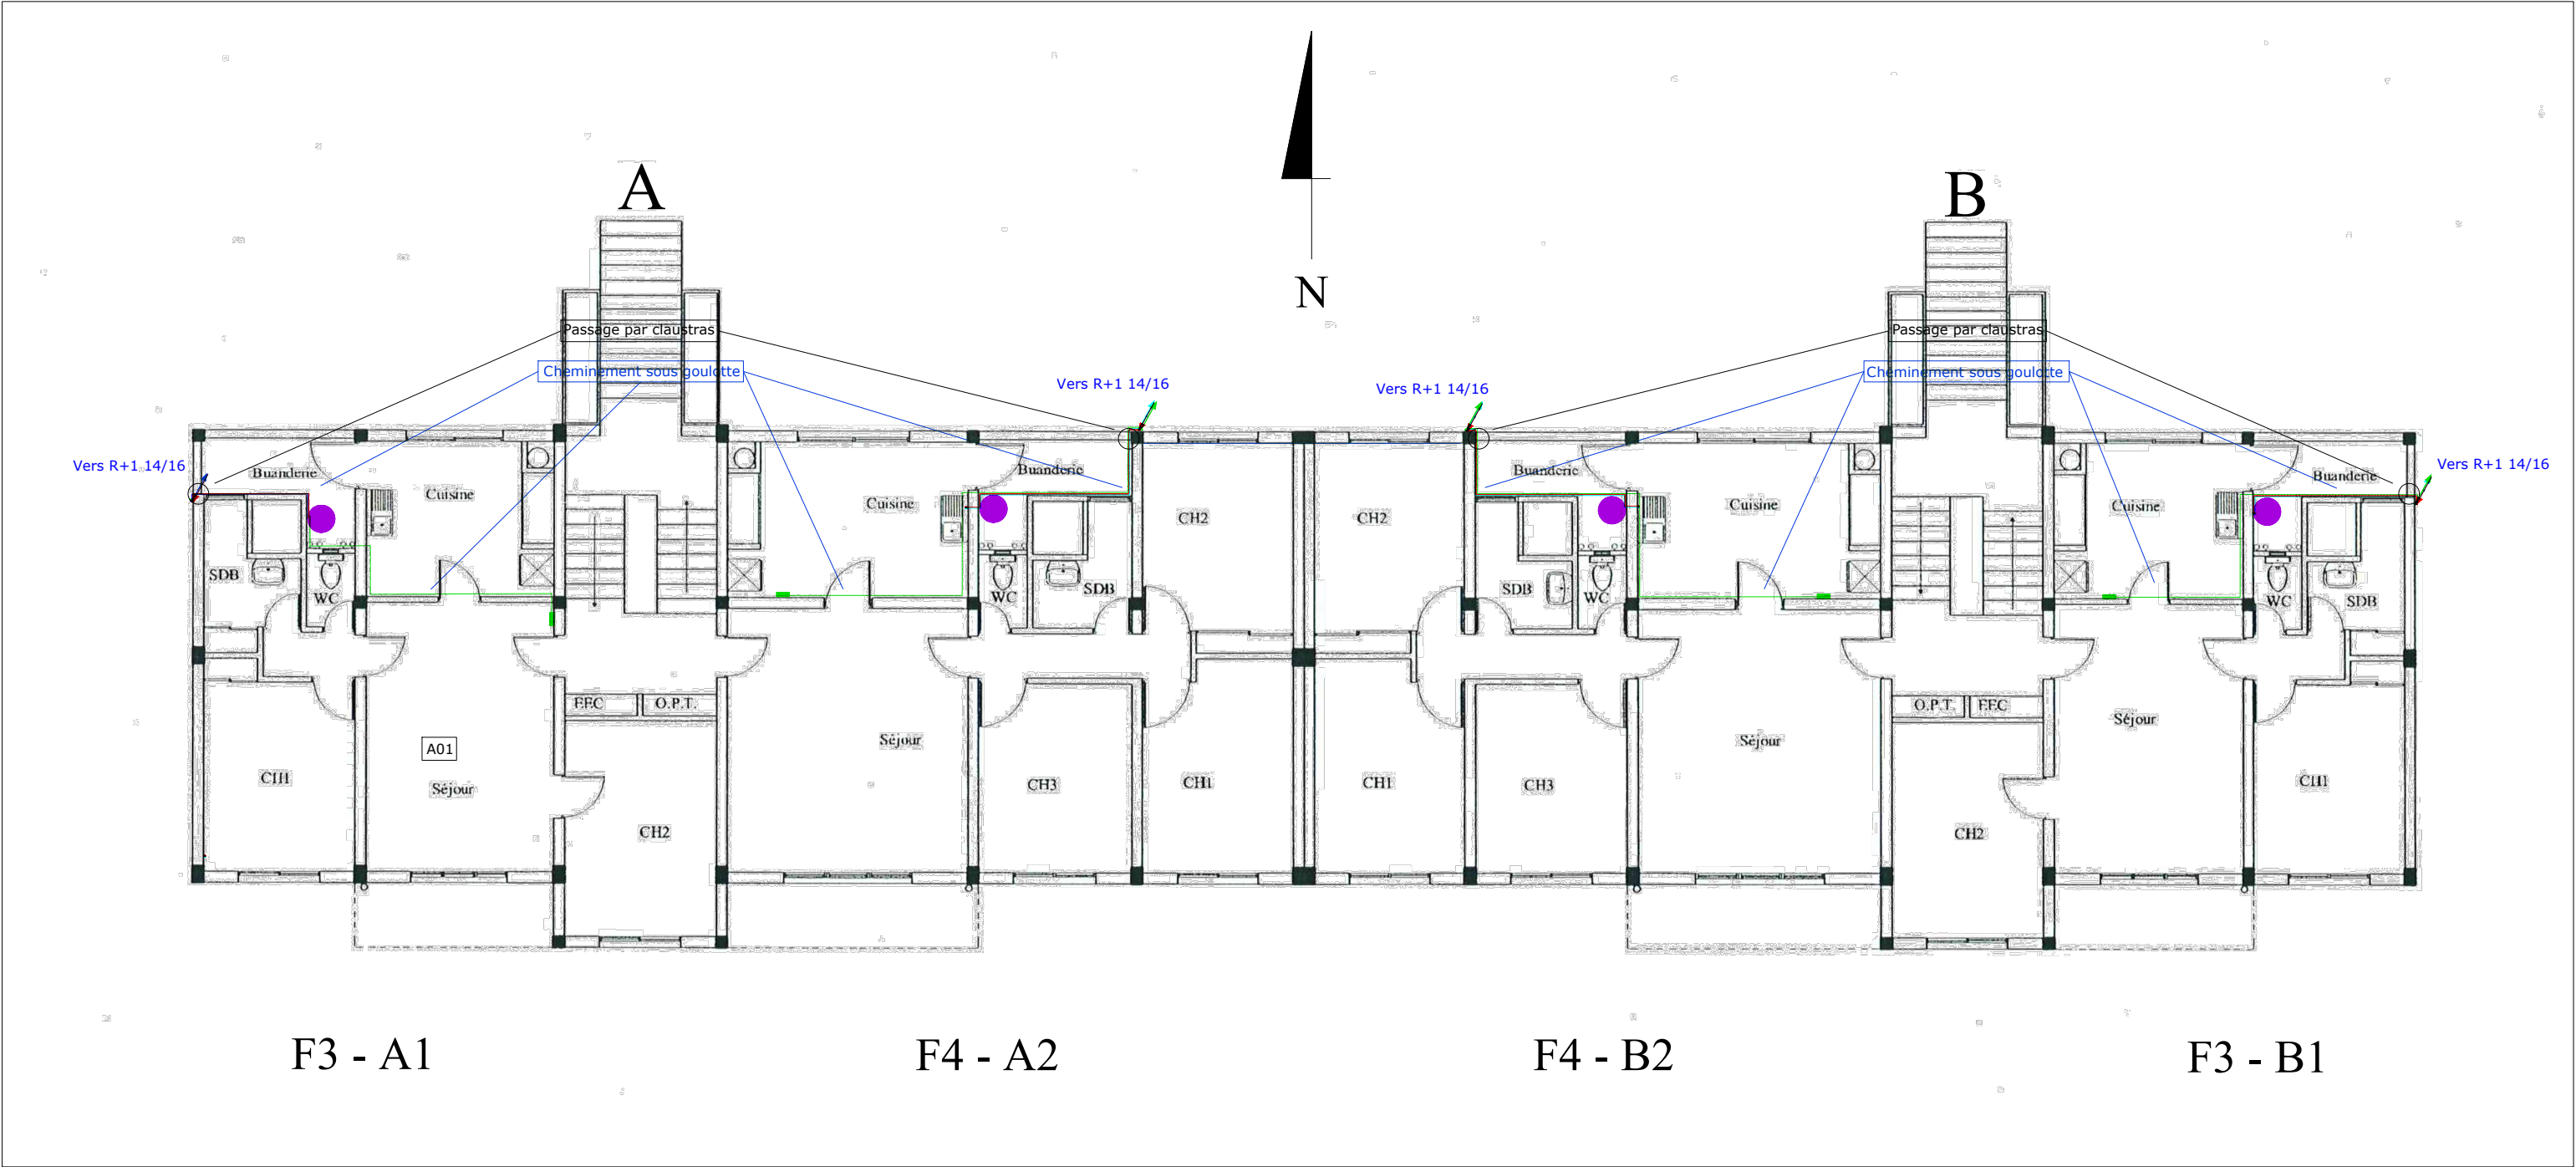 A
B
N
Passage par claustras
Passage par claustras
Cheminement sous goulotte
Cheminement sous goulotte
Vers R+1 14/16
Vers R+1 14/16
Vers R+1 14/16
Vers R+1 14/16
Buanderie
Cuisine
Cuisine
Buanderie
CH2
CH2
Buanderie
Cuisine
Cuisine
Buanderie
SDB
WC
WC
SDB
SDB
WC
WC
SDB
EEC
O.P.T.
O.P.T.
EEC
A01
Séjour
Séjour
Séjour
Séjour
CH1
CH2
CH3
CH1
CH1
CH3
CH2
CH1
F3 - A1
F4 - A2
F4 - B2
F3 - B1